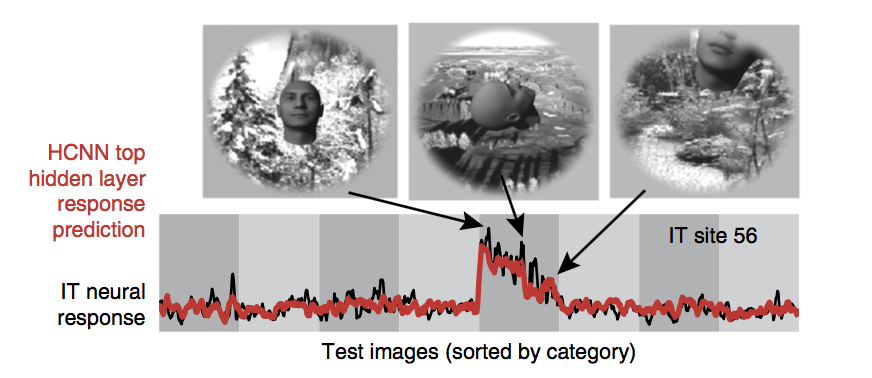 HCNN top
hidden layer
response
prediction
IT site 56
IT neural
response
Test images (sorted by category)